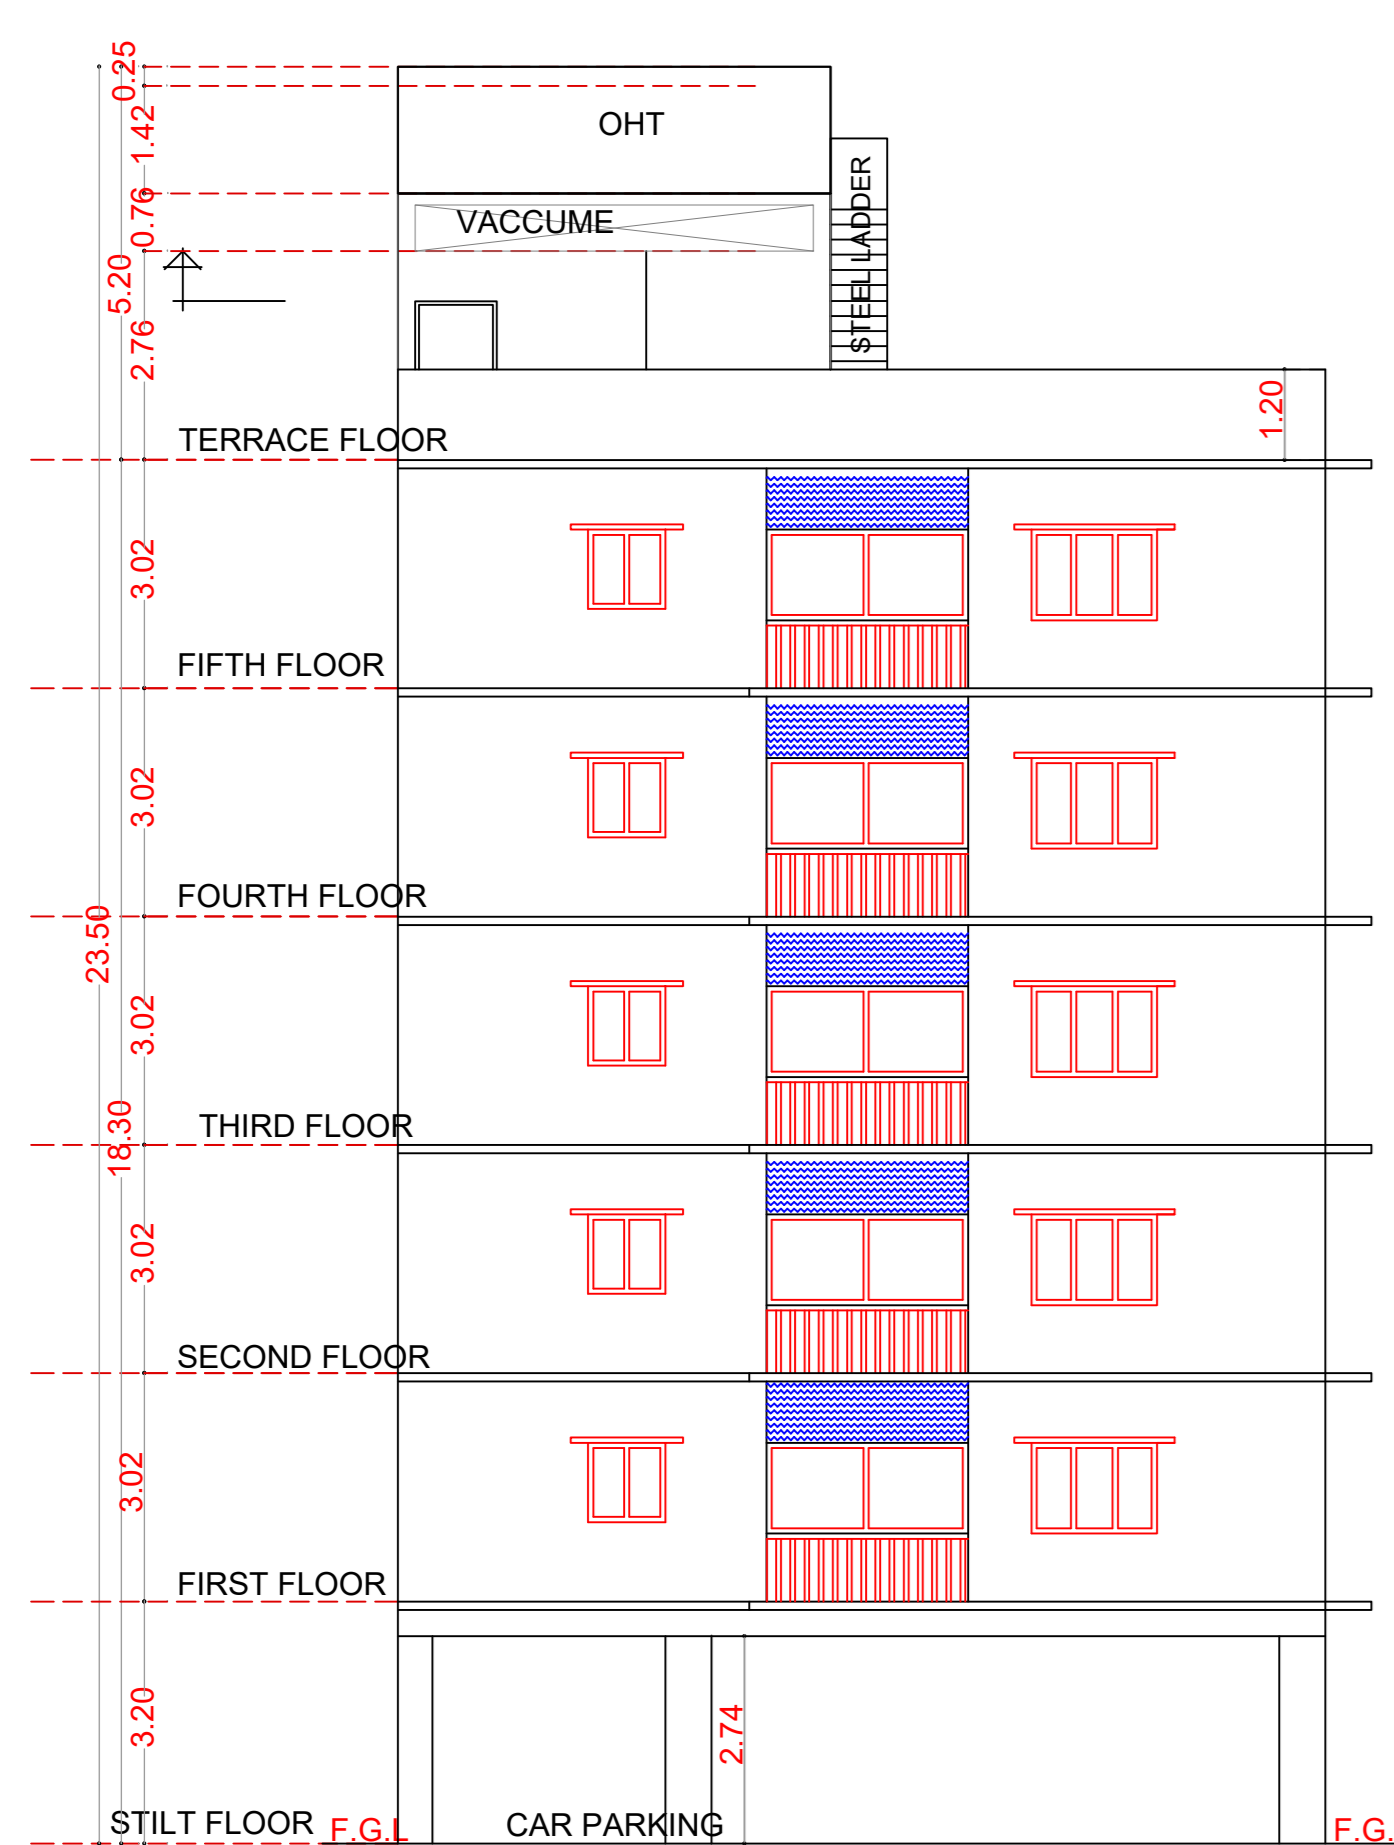 0.25
OHT
1.42
STEEL LADDER
0.76
VACCUME
5.20
2.76
1.20
TERRACE FLOOR
3.02
FIFTH FLOOR
3.02
FOURTH FLOOR
23.50
3.02
THIRD FLOOR
18.30
3.02
SECOND FLOOR
3.02
FIRST FLOOR
3.20
2.74
STILT FLOOR F.G.L CAR PARKING F.G.